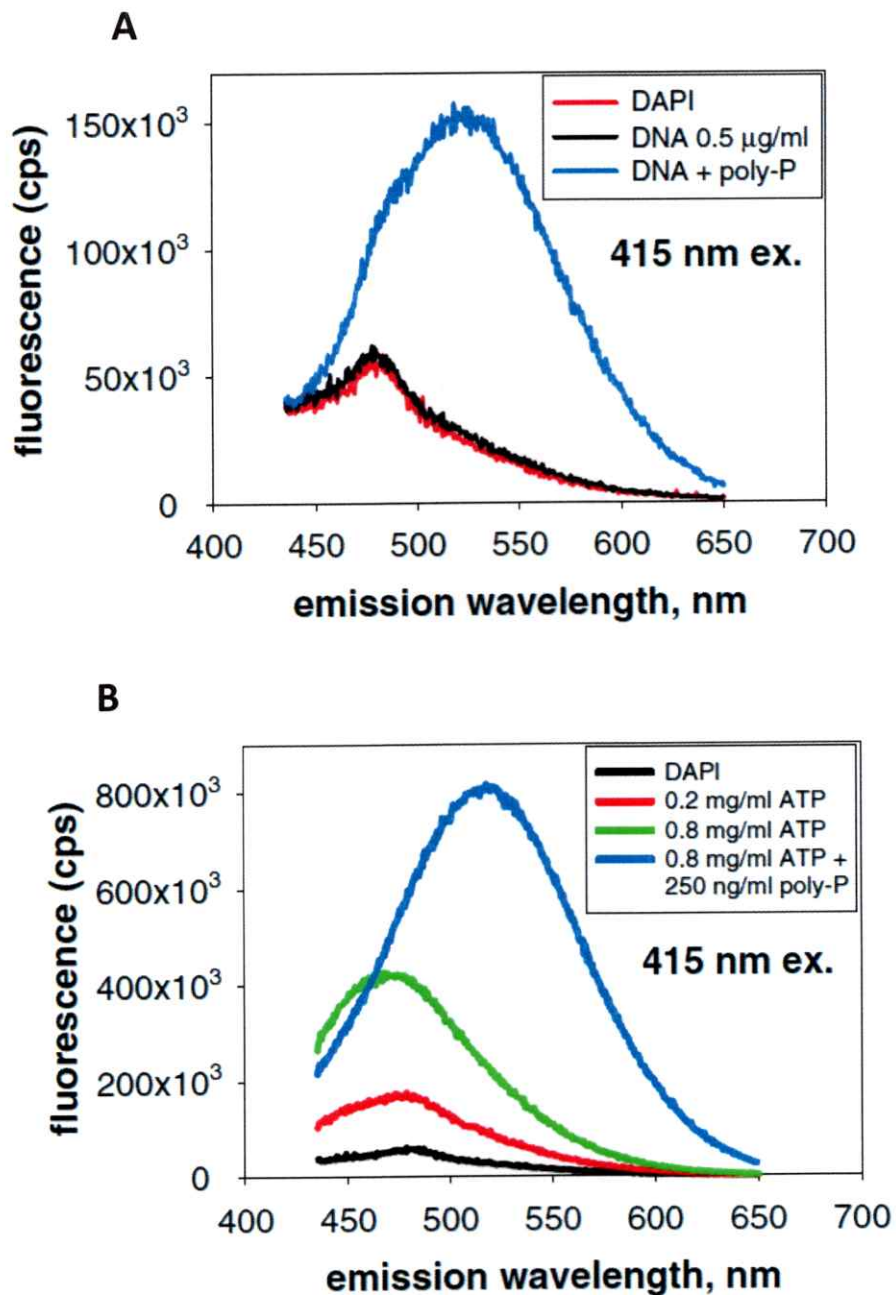 A
fluorescence (cps)
150x10³
100x10³
50x10³
0
DAPI
DNA 0.5 µg/ml
DNA + poly-P
415 nm ex.
400 450 500 550 600 650 700
emission wavelength, nm
B
fluorescence (cps)
800x10³
600x10³
400x10³
200x10³
0
DAPI
0.2 mg/ml ATP
0.8 mg/ml ATP
0.8 mg/ml ATP +
250 ng/ml poly-P
415 nm ex.
400 450 500 550 600 650 700
emission wavelength, nm